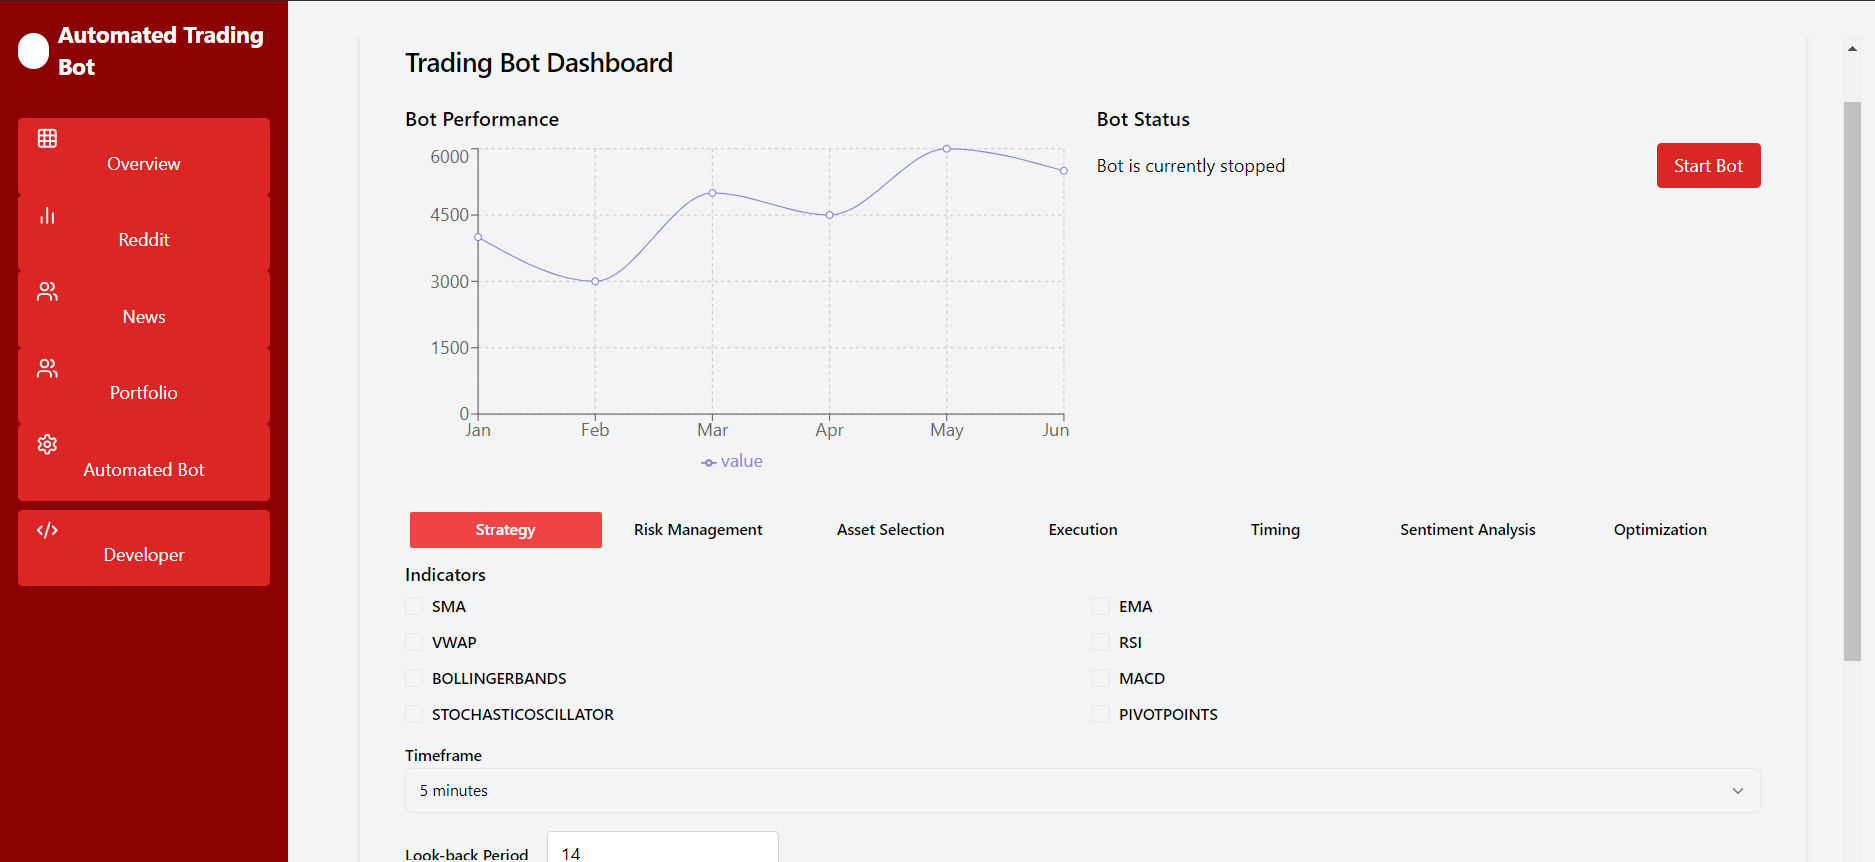 Automated Trading
Bot
Overview
Reddit
News
Portfolio
Automated Bot
Developer
Trading Bot Dashboard
Bot Performance
6000
4500
3000
1500
0
Jan Feb Mar Apr May Jun
value
Bot Status
Bot is currently stopped
Start Bot
Strategy Risk Management Asset Selection Execution Timing Sentiment Analysis Optimization
Indicators
SMA EMA
VWAP RSI
BOLLINGERBANDS MACD
STOCHASTICOSCILLATOR PIVOTPOINTS
Timeframe
5 minutes
Look-back Period 14